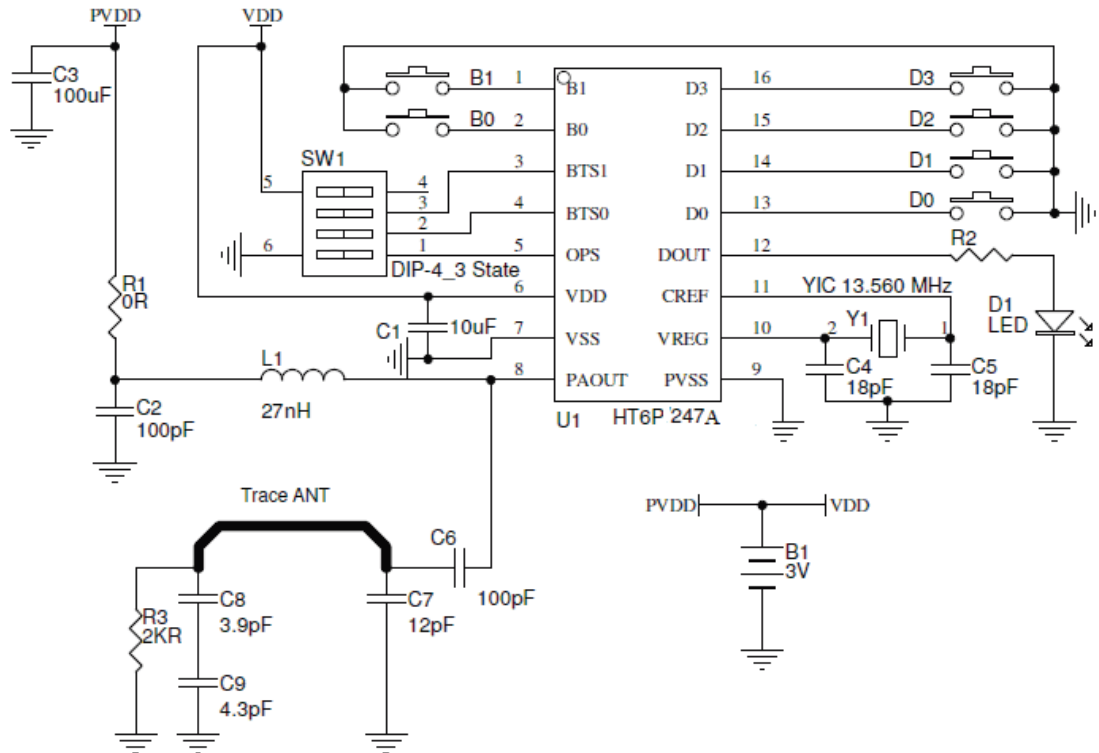 PVDD
VDD
C3
100uF
B1
1
B1
D3
16
D3
B0
2
B0
D2
15
D2
SW1
3
BTS1
D1
14
D1
5
4
3
2
1
6
4
BTS0
D0
13
D0
DIP-4_3 State
5
OPS
DOUT
12
R2
R1
0R
6
VDD
CREF
11
YIC 13.560 MHz
C1
10uF
7
VSS
VREG
10
2
Y1
1
D1
LED
L1
27nH
8
PAOUT
PVSS
9
C4
18pF
C5
18pF
C2
100pF
U1
HT6P 247A
Trace ANT
PVDD
VDD
C6
100pF
B1
3V
R3
2KR
C8
3.9pF
C7
12pF
C9
4.3pF